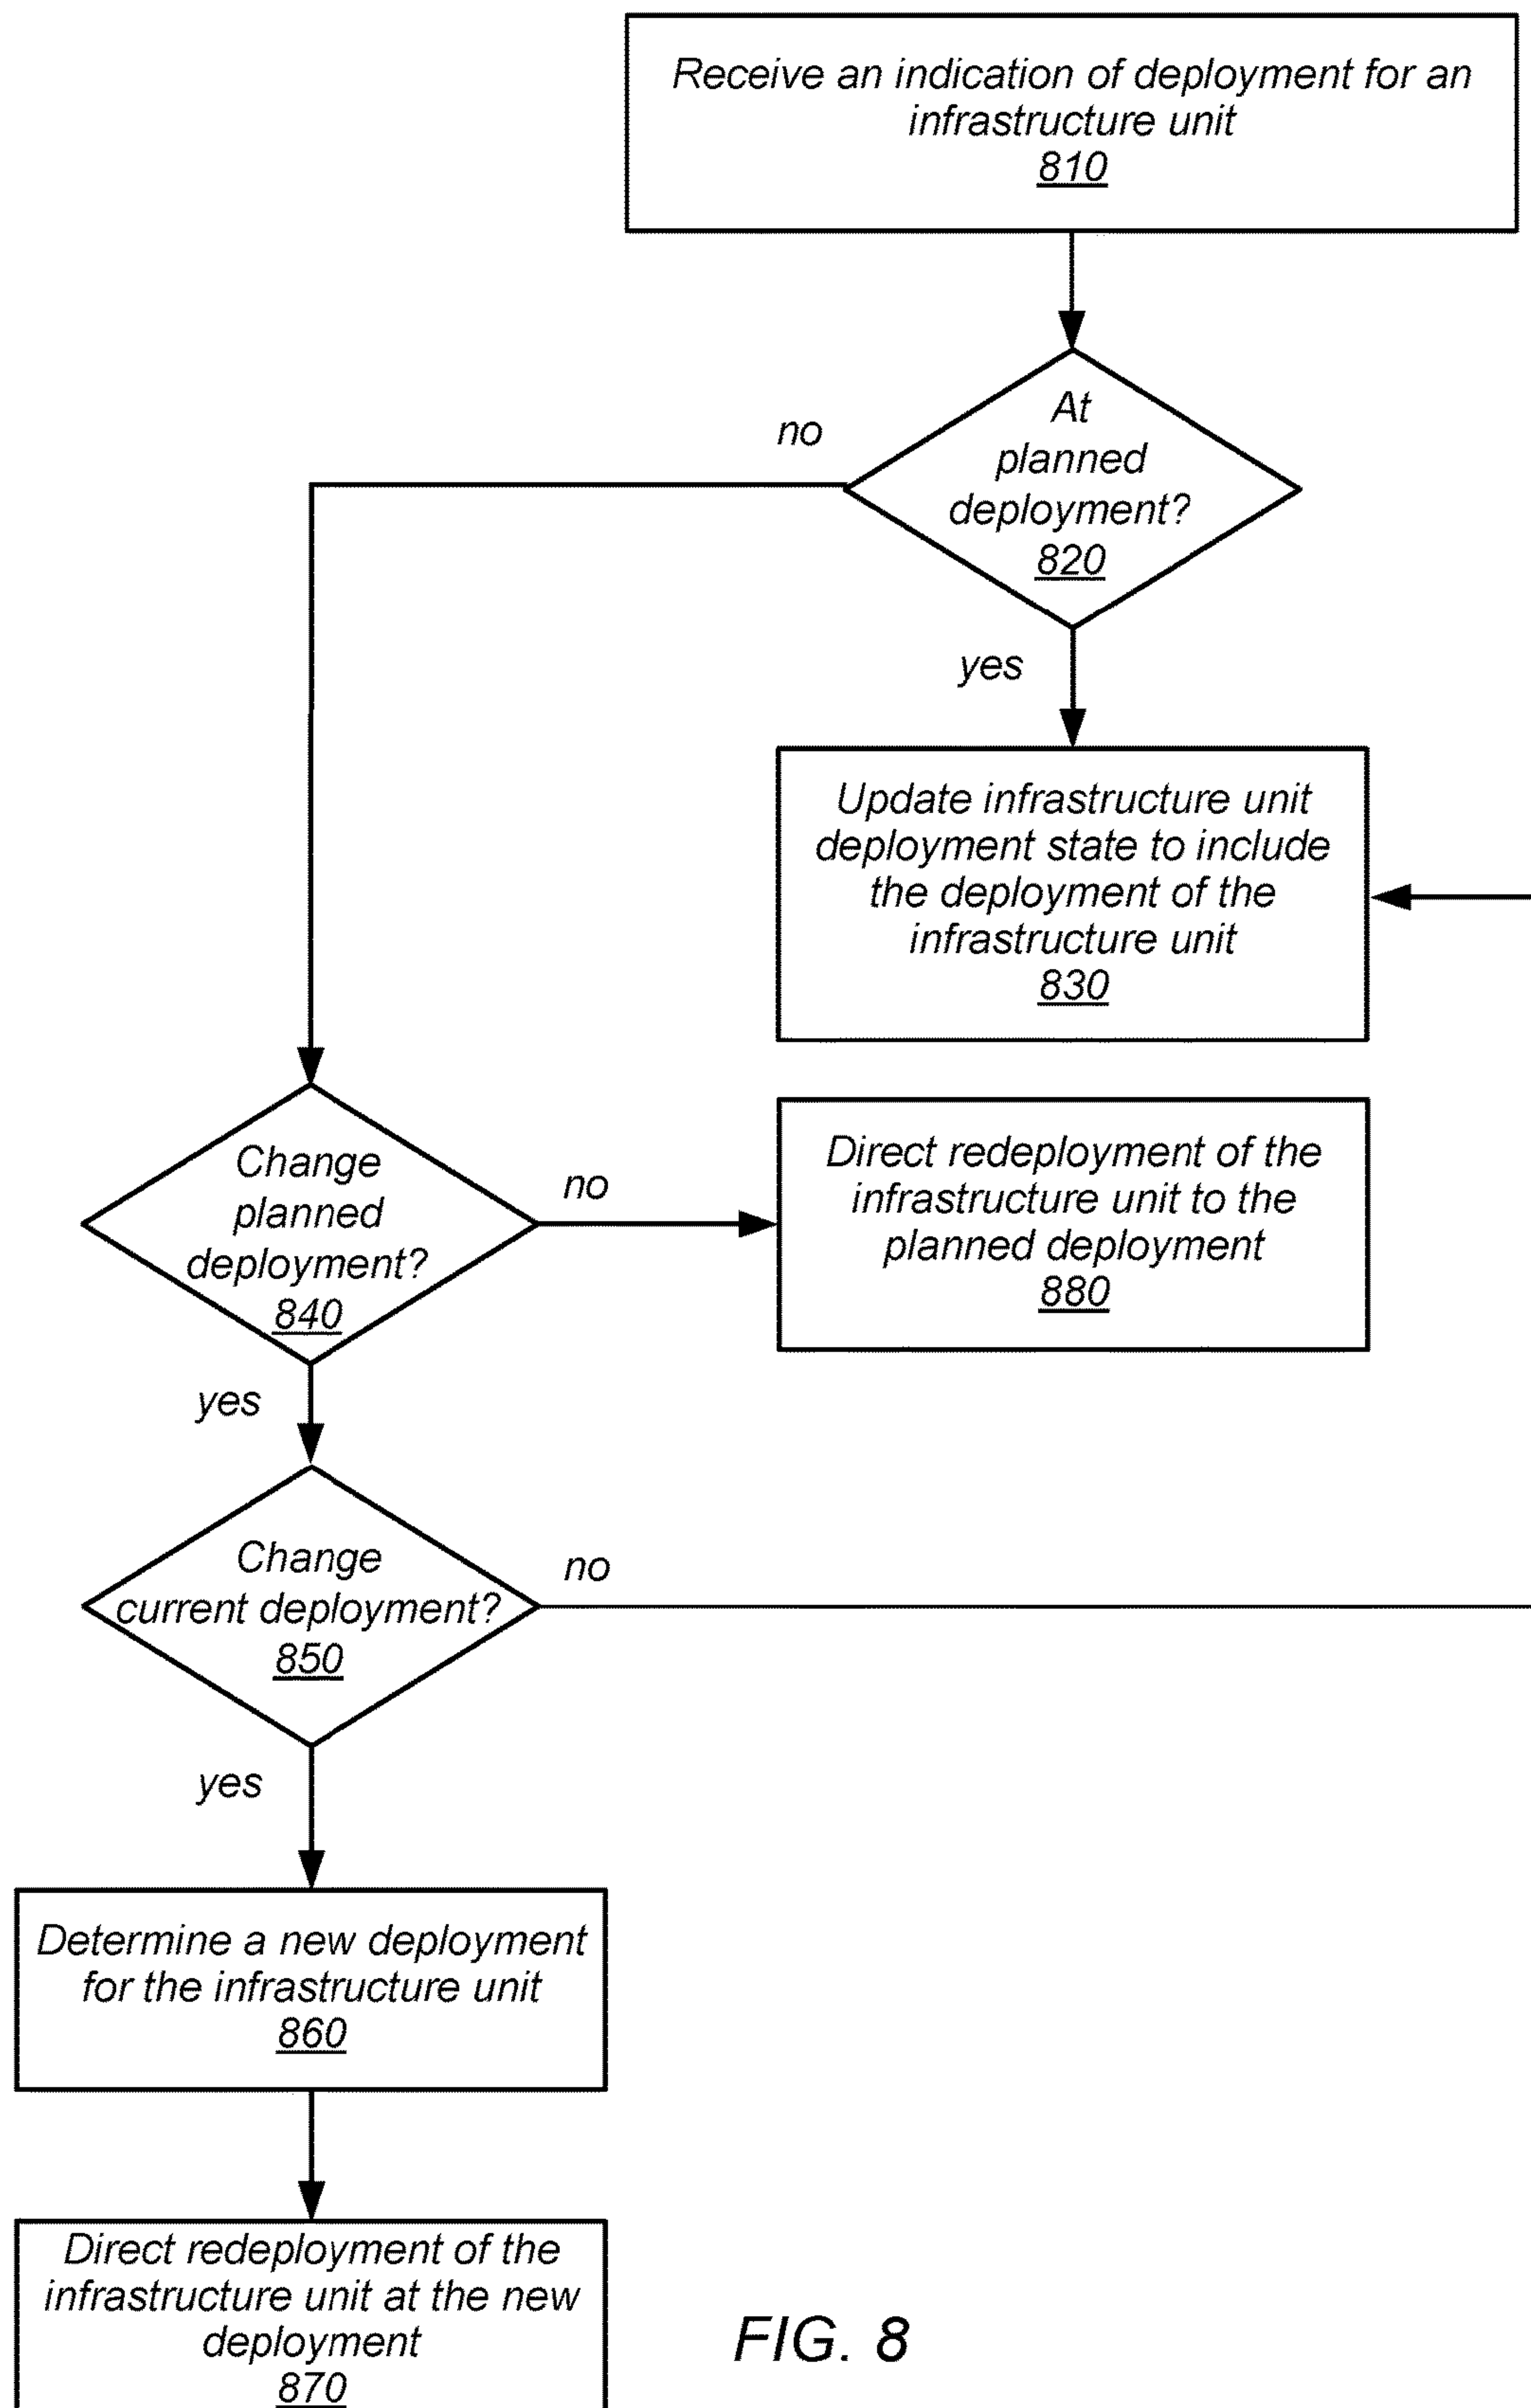 Receive an indication of deployment for an
infrastructure unit
810
At
planned
deployment?
820
no
yes
Update infrastructure unit
deployment state to include
the deployment of the
infrastructure unit
830
Change
planned
deployment?
840
no
Direct redeployment of the
infrastructure unit to the
planned deployment
880
yes
Change
current deployment?
850
no
yes
Determine a new deployment
for the infrastructure unit
860
Direct redeployment of the
infrastructure unit at the new
deployment
870
FIG. 8